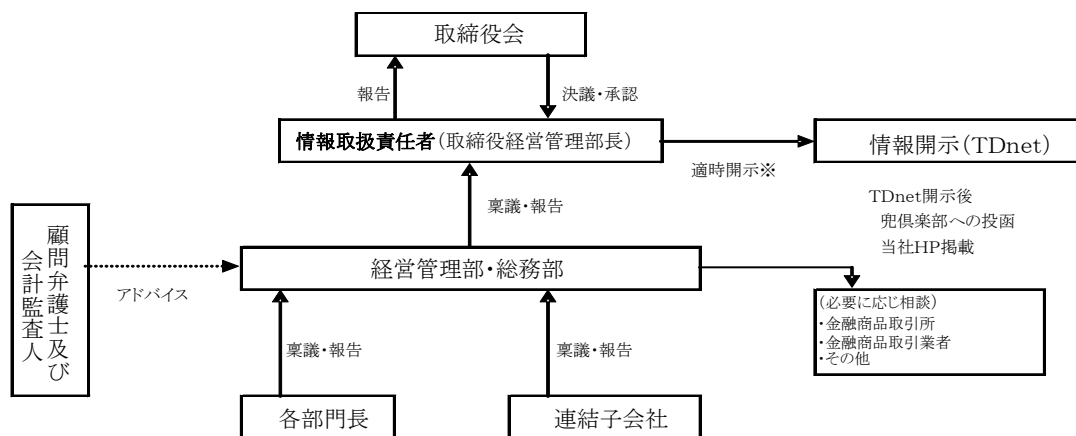 取締役会
報告
決議・承認
情報取扱責任者(取締役経営管理部長)
情報開示(TDnet)
適時開示※
TDnet開示後
兜倶楽部への投函
当社HP掲載
稟議・報告
顧問弁護士及び
会計監査人
アドバイス
経営管理部・総務部
(必要に応じ相談)
・金融商品取引所
・金融商品取引業者
・その他
稟議・報告
稟議・報告
各部門長
連結子会社